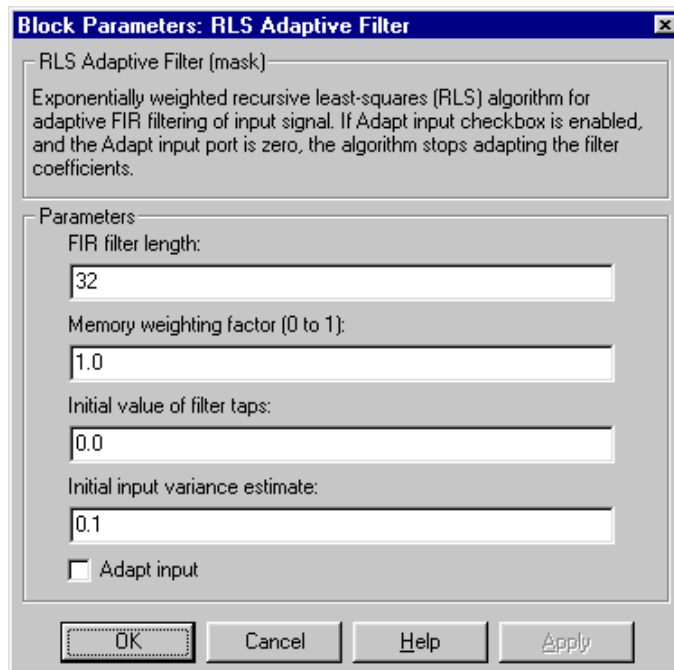 Block Parameters: RLS Adaptive Filter
RLS Adaptive Filter (mask)
Exponentially weighted recursive least-squares (RLS) algorithm for
adaptive FIR filtering of input signal. If Adapt input checkbox is enabled,
and the Adapt input port is zero, the algorithm stops adapting the filter
coefficients.
Parameters
FIR filter length:
32
Memory weighting factor (0 to 1):
1.0
Initial value of filter taps:
0.0
Initial input variance estimate:
0.1
Adapt input
OK Cancel Help Apply